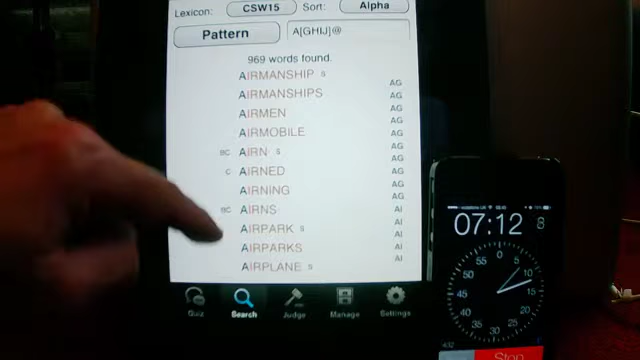 Lexicon: CSW15 Sort: Alpha
Pattern A[GHIJ]@
969 words found.
AIRMANSHIP s
AIRMANSHIPS
AIRMEN
AIRMOBILE
BC AIRN s
C AIRNED
AIRNING
BC AIRNS
AIRPARK s
AIRPARKS
AIRPLANE s
AG
AG
AG
AG
AG
AG
AG
AI
AI
AI
AI
Quiz Search Judge Manage Settings
07:12 8
0
55 5
50 10
45 15
40 20
35 25
30
Stop